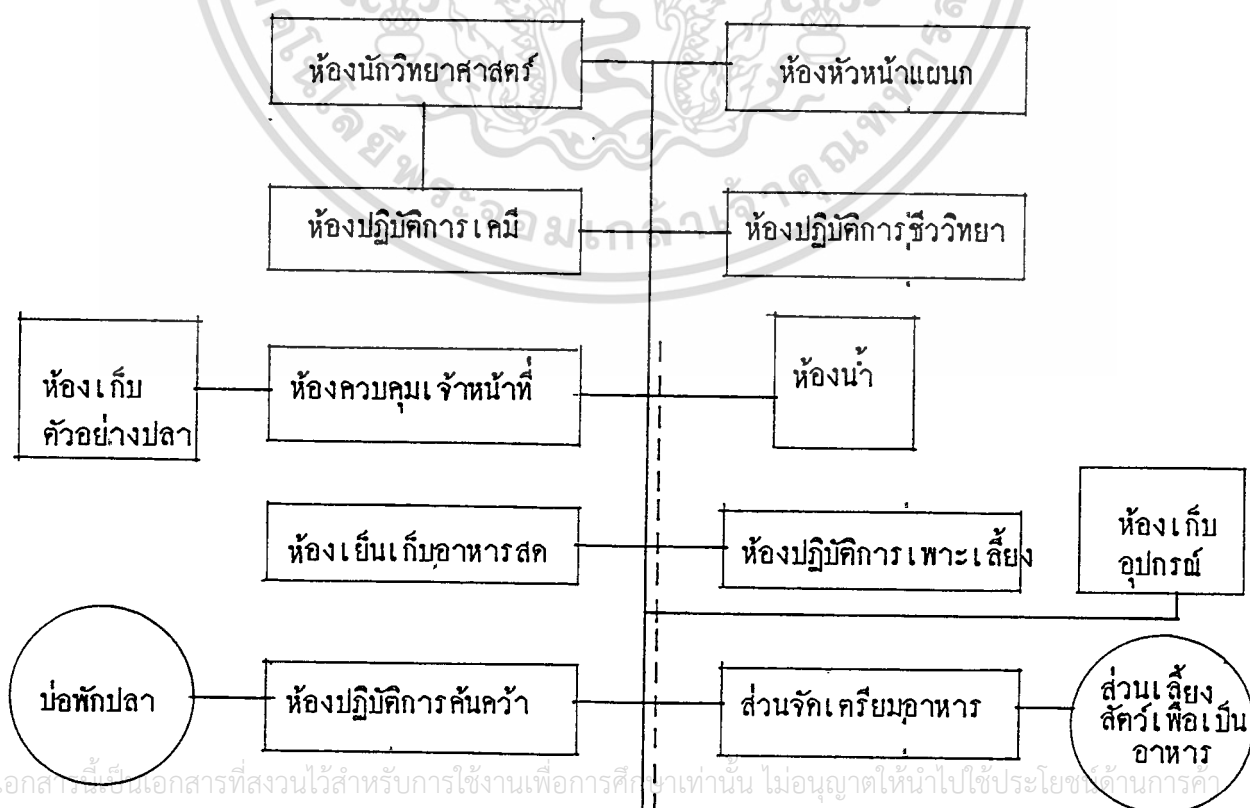 ห้องนักวิทยาศาสตร์
ห้องหัวหน้าแผนก
ห้องปฏิบัติการเคมี
ห้องปฏิบัติการชีววิทยา
ห้องเก็บ
ตัวอย่างปลา
ห้องควบคุมเจ้าหน้าที่
ห้องน้ำ
ห้องเย็นเก็บอาหารสด
ห้องปฏิบัติการเพาะเลี้ยง
ห้องเก็บ
อุปกรณ์
บ่อพักปลา
ห้องปฏิบัติการค้นคว้า
ส่วนจัดเตรียมอาหาร
ส่วนเลี้ยง
สัตว์เพื่อเป็น
อาหาร
เอกสารนี้เป็นเอกสารที่สงวนไว้สำหรับการใช้งานเพื่อการศึกษาเท่านั้น ไม่อนุญาตให้นำไปใช้ประโยชน์ด้านการค้า